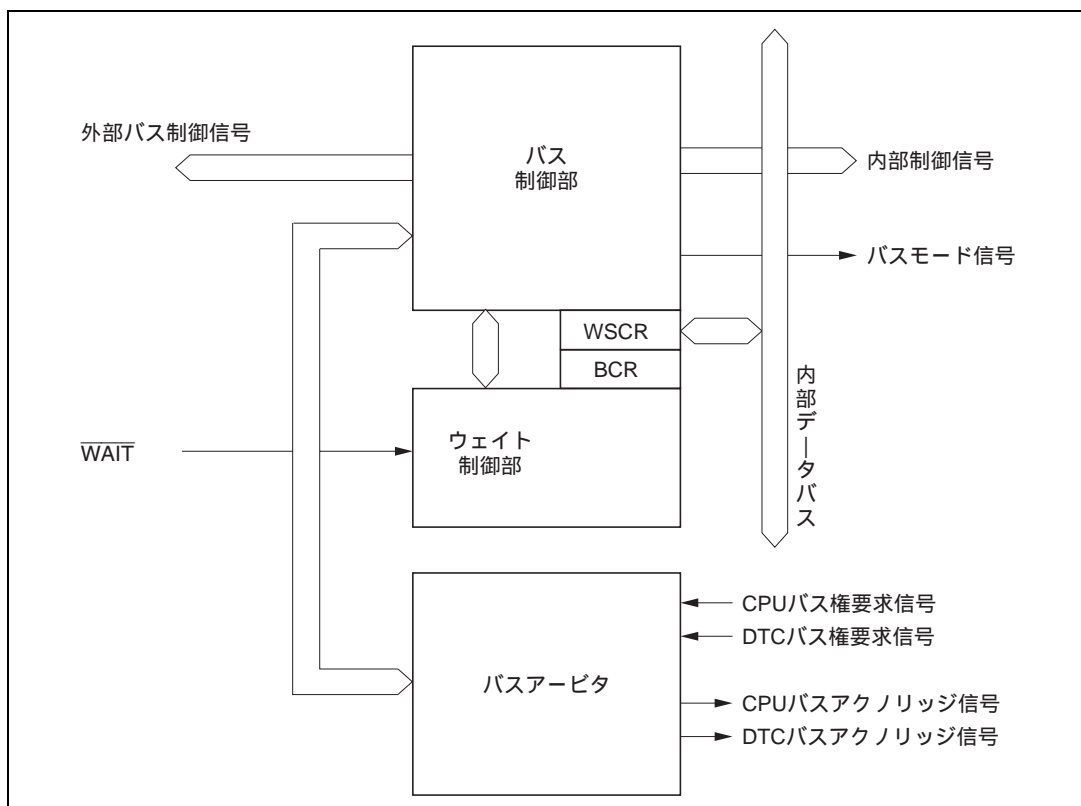 外部バス制御信号
バス
制御部
内部制御信号
バスモード信号
WSCR
BCR
内部データバス
WAIT
ウェイト
制御部
CPUバス権要求信号
DTCバス権要求信号
バスアービタ
CPUバスアクノリッジ信号
DTCバスアクノリッジ信号